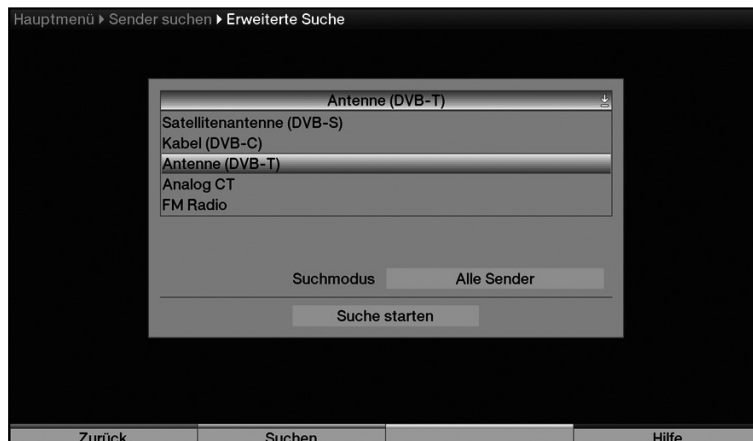 Hauptmenü ▸ Sender suchen ▸ Erweiterte Suche
Antenne (DVB-T)
Satellitenantenne (DVB-S)
Kabel (DVB-C)
Antenne (DVB-T)
Analog CT
FM Radio
Suchmodus Alle Sender
Suche starten
Zurück Suchen Hilfe